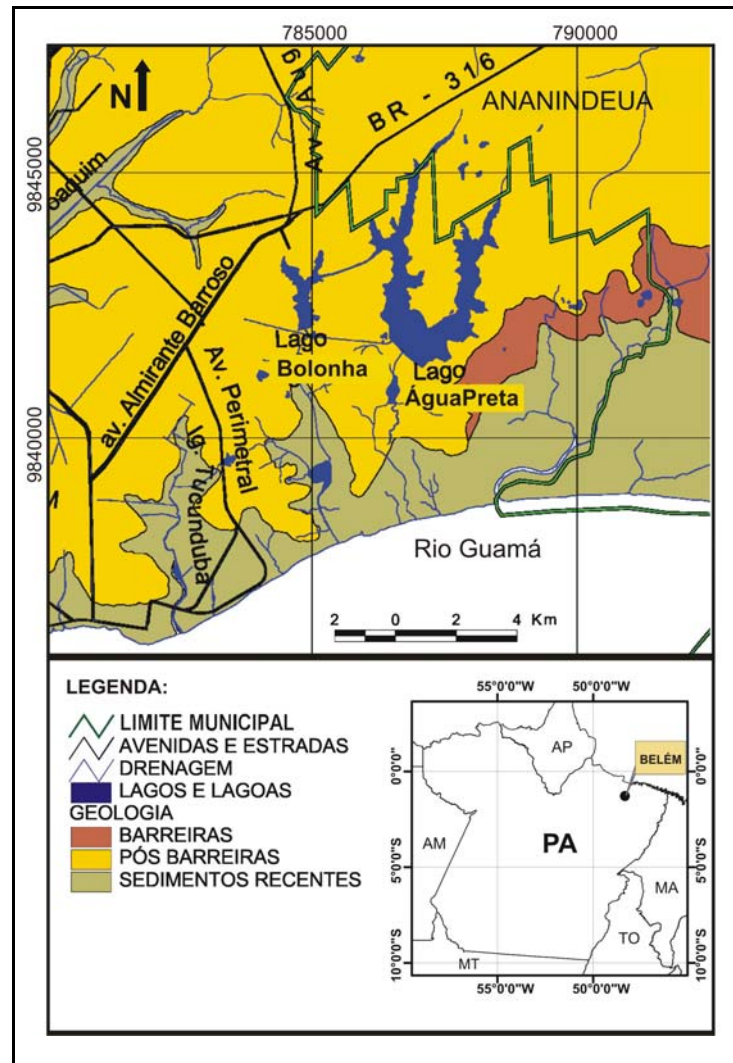 785000
790000
Av. Aug
BR - 316
ANANINDEUA
N
9845000
oaquim
av. Almirante Barroso
Lago
Bolonha
Lago
ÁguaPreta
Av. Perimetral
Ig. Tucunduba
9840000
Rio Guamá
2 0 2 4 Km
LEGENDA:
LIMITE MUNICIPAL
AVENIDAS E ESTRADAS
DRENAGEM
LAGOS E LAGOAS
GEOLOGIA
BARREIRAS
PÓS BARREIRAS
SEDIMENTOS RECENTES
55°0'0"W
50°0'0"W
AP
BELÉM
0°0'0"
0°0'0"
AM
PA
5°0'0"S
5°0'0"S
MA
TO
MT
10°0'0"S
10°0'0"S
55°0'0"W
50°0'0"W